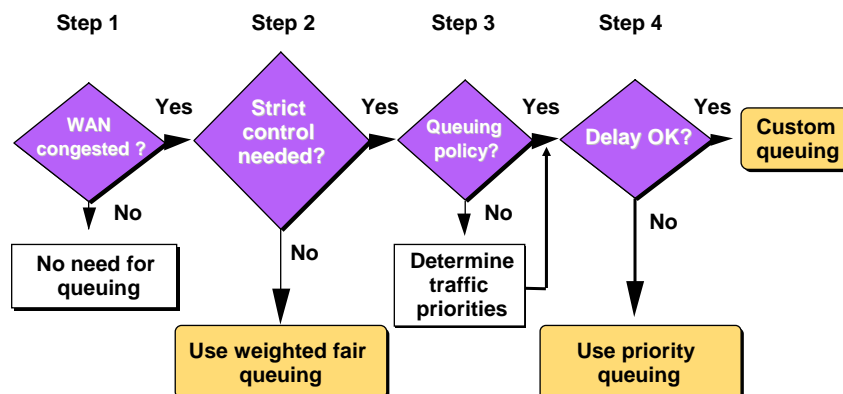 Step 1
Step 2
Step 3
Step 4
WAN
congested ?
Yes
No
No need for
queuing
Strict
control
needed?
Yes
No
Use weighted fair
queuing
Queuing
policy?
Yes
No
Determine
traffic
priorities
Delay OK?
Yes
No
Use priority
queuing
Custom
queuing